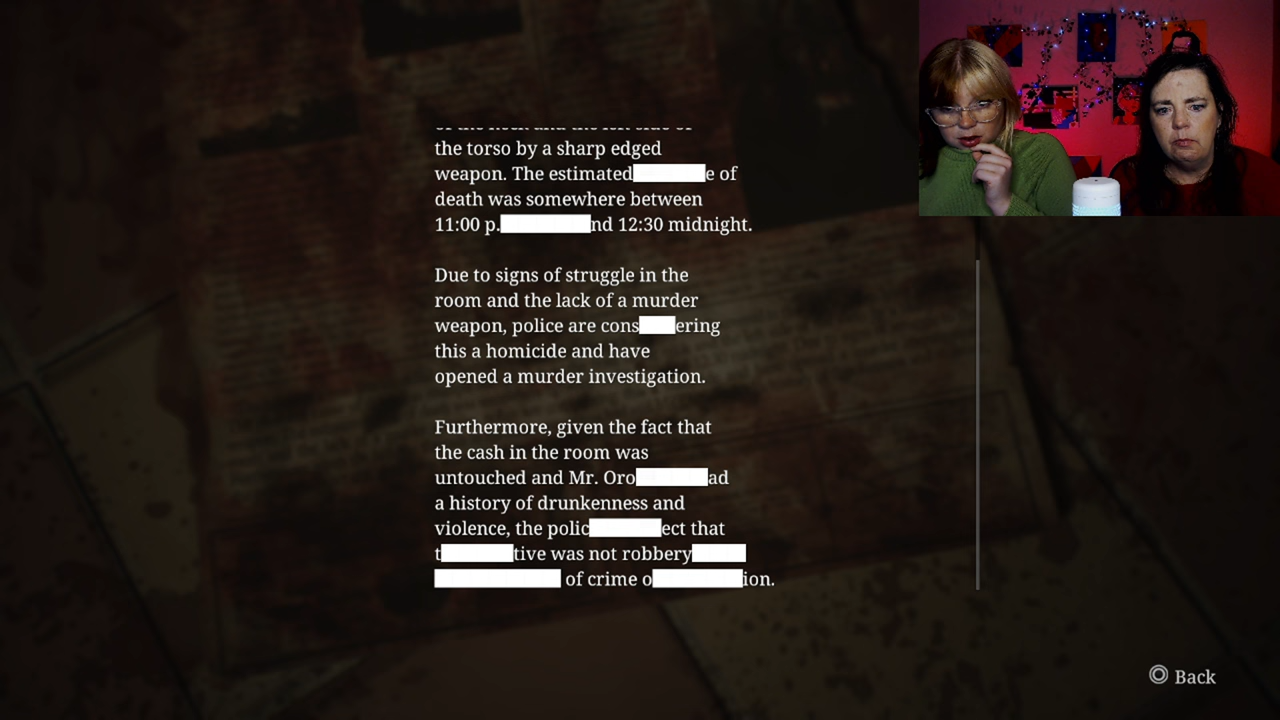 the torso by a sharp edged
weapon. The estimated e of
death was somewhere between
11:00 p. nd 12:30 midnight.
Due to signs of struggle in the
room and the lack of a murder
weapon, police are cons ering
this a homicide and have
opened a murder investigation.
Furthermore, given the fact that
the cash in the room was
untouched and Mr. Oro ad
a history of drunkenness and
violence, the polic ect that
t tive was not robbery
of crime o ion.
Back